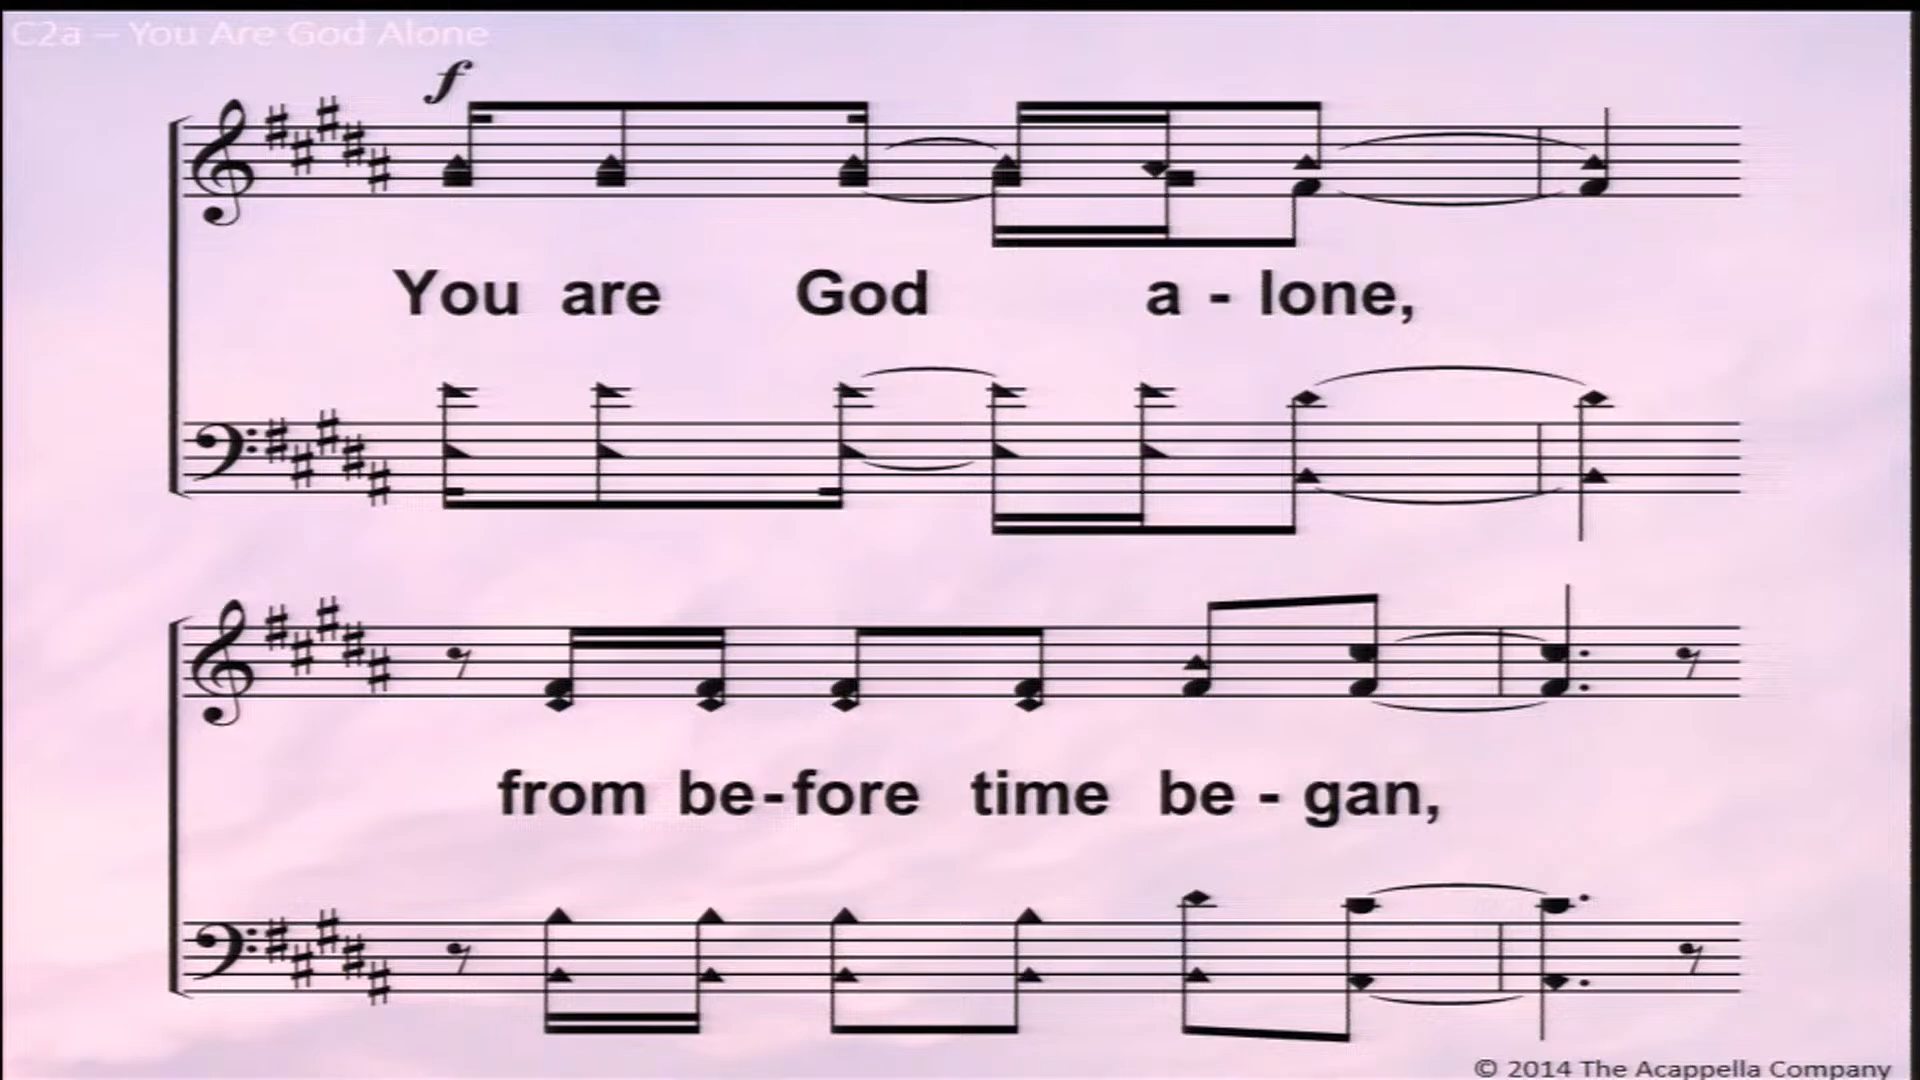 C2a – You Are God Alone
f
You are God a - lone,
from be - fore time be - gan,
© 2014 The Acappella Company